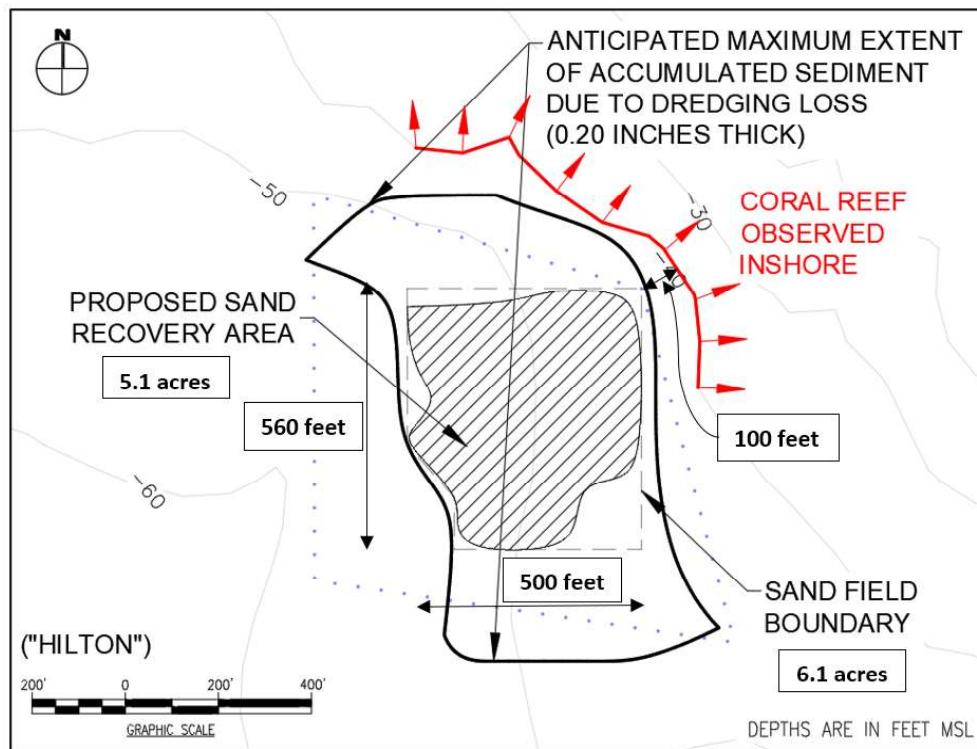 N
ANTICIPATED MAXIMUM EXTENT
OF ACCUMULATED SEDIMENT
DUE TO DREDGING LOSS
(0.20 INCHES THICK)
-50
-30
CORAL REEF
OBSERVED
INSHORE
PROPOSED SAND
RECOVERY AREA
5.1 acres
560 feet
100 feet
-60
500 feet
SAND FIELD
BOUNDARY
6.1 acres
("HILTON")
200' 0 200' 400'
GRAPHIC SCALE
DEPTHS ARE IN FEET MSL